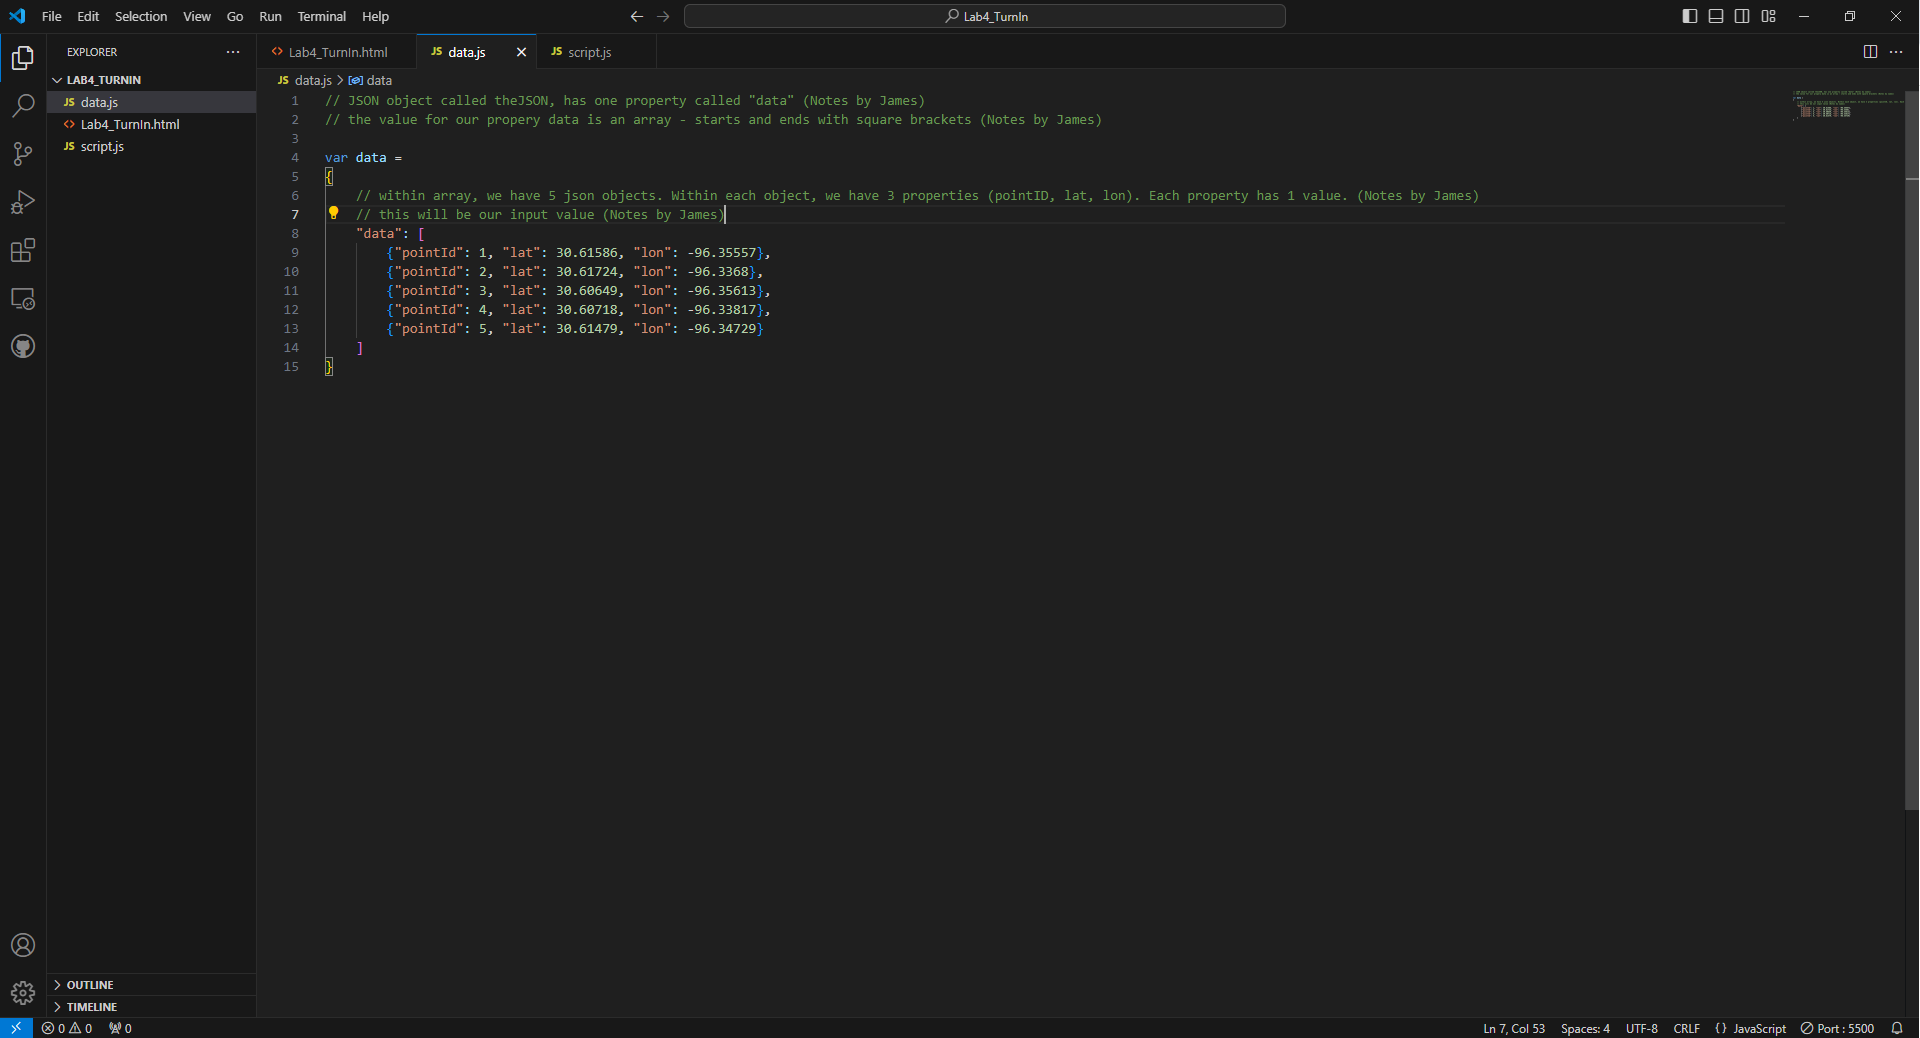 File Edit Selection View Go Run Terminal Help
Lab4_TurnIn
EXPLORER
LAB4_TURNIN
JS data.js
<> Lab4_TurnIn.html
JS script.js
OUTLINE
TIMELINE
<> Lab4_TurnIn.html JS data.js JS script.js
JS data.js > data
1 // JSON object called theJSON, has one property called "data" (Notes by James)
2 // the value for our propery data is an array - starts and ends with square brackets (Notes by James)
3
4 var data =
5 {
6 // within array, we have 5 json objects. Within each object, we have 3 properties (pointID, lat, lon). Each property has 1 value. (Notes by James)
7 // this will be our input value (Notes by James)
8 "data": [
9 {"pointId": 1, "lat": 30.61586, "lon": -96.35557},
10 {"pointId": 2, "lat": 30.61724, "lon": -96.3368},
11 {"pointId": 3, "lat": 30.60649, "lon": -96.35613},
12 {"pointId": 4, "lat": 30.60718, "lon": -96.33817},
13 {"pointId": 5, "lat": 30.61479, "lon": -96.34729}
14 ]
15 }
0 0 0
Ln 7, Col 53 Spaces: 4 UTF-8 CRLF {} JavaScript Port : 5500